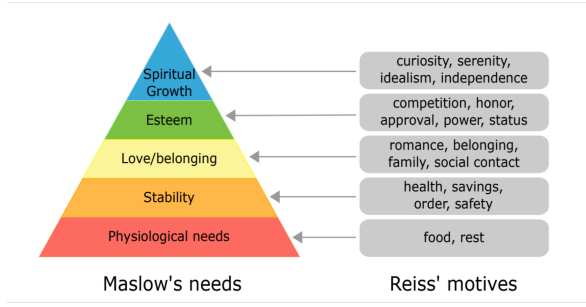 Spiritual
Growth
curiosity, serenity,
idealism, independence
Esteem
competition, honor,
approval, power, status
Love/belonging
romance, belonging,
family, social contact
Stability
health, savings,
order, safety
Physiological needs
food, rest
Maslow's needs
Reiss' motives